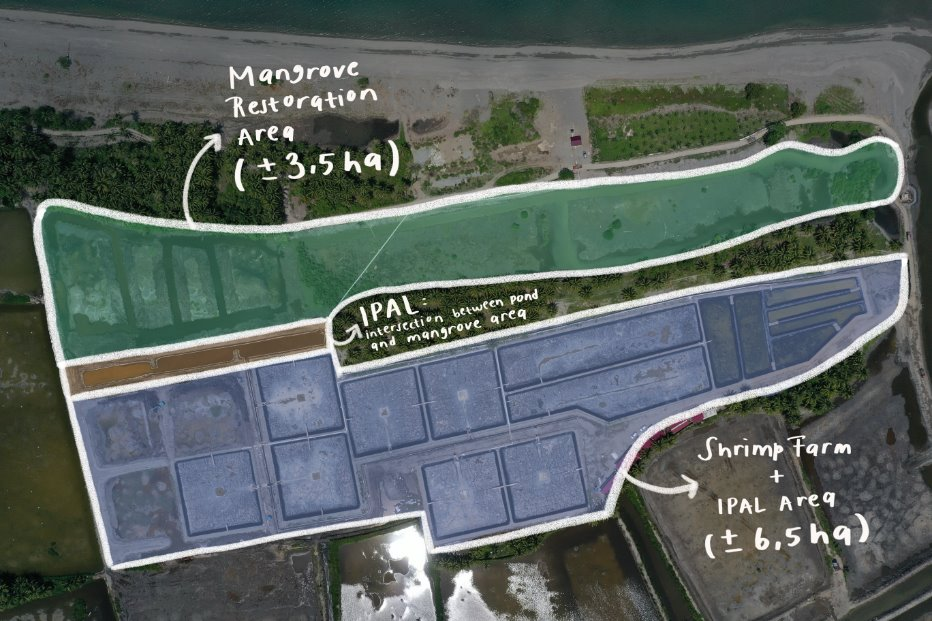 Mangrove
Restoration
Area
(± 3,5 ha)
IPAL:
intersection between pond
and mangrove area
Shrimp Farm
+
IPAL Area
(± 6,5 ha)